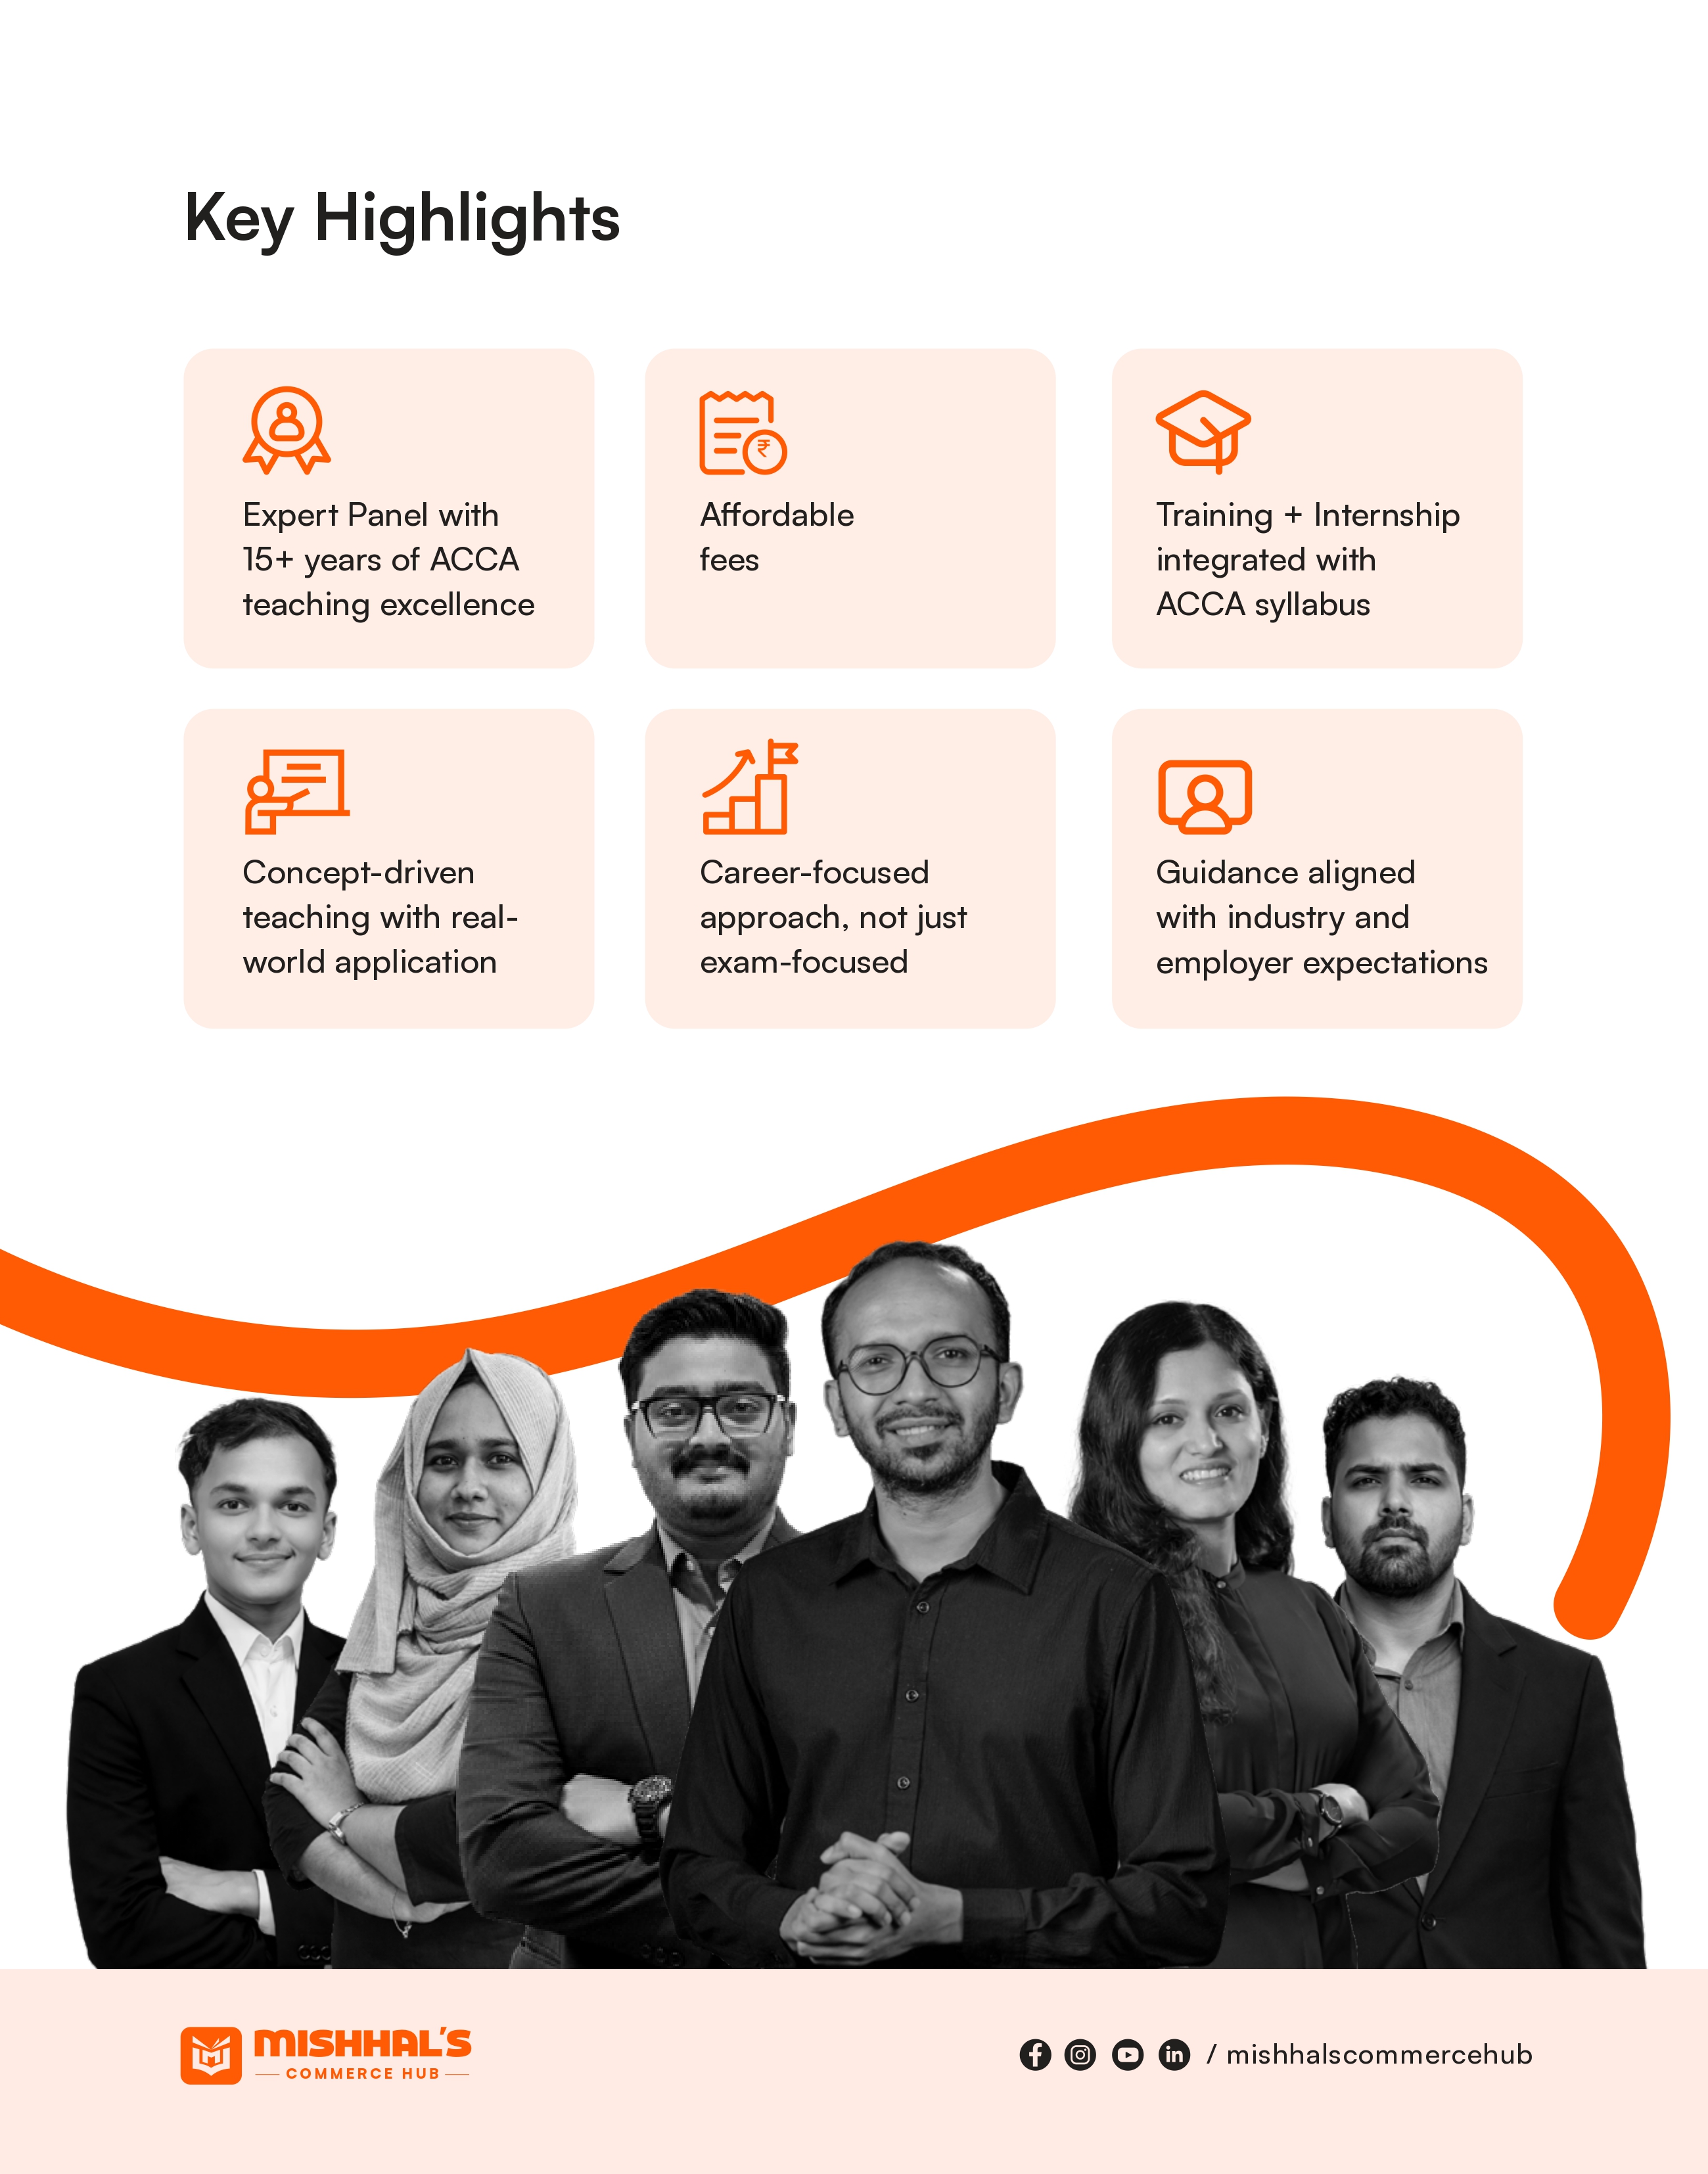 Key Highlights
Expert Panel with
15+ years of ACCA
teaching excellence
Affordable
fees
Training + Internship
integrated with
ACCA syllabus
Concept-driven
teaching with real-
world application
Career-focused
approach, not just
exam-focused
Guidance aligned
with industry and
employer expectations
MISHHAL'S
COMMERCE HUB
/ mishhalscommercehub